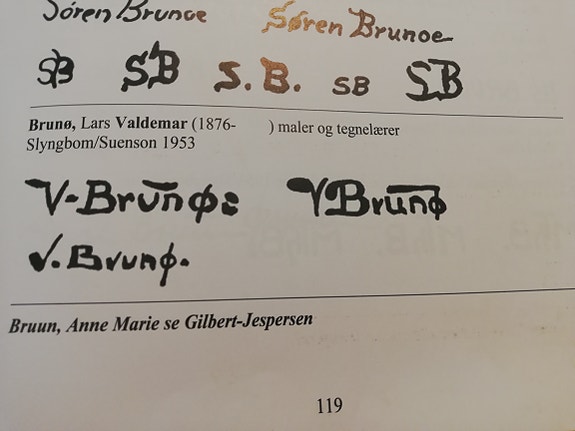 Søren Brunoe Søren Brunoe
SB SB S.B. SB SB
Brunø, Lars Valdemar (1876- ) maler og tegnelærer
Slyngbom/Suenson 1953
V-Brunøe VBrunø
V. Brunø.
Bruun, Anne Marie se Gilbert-Jespersen
119